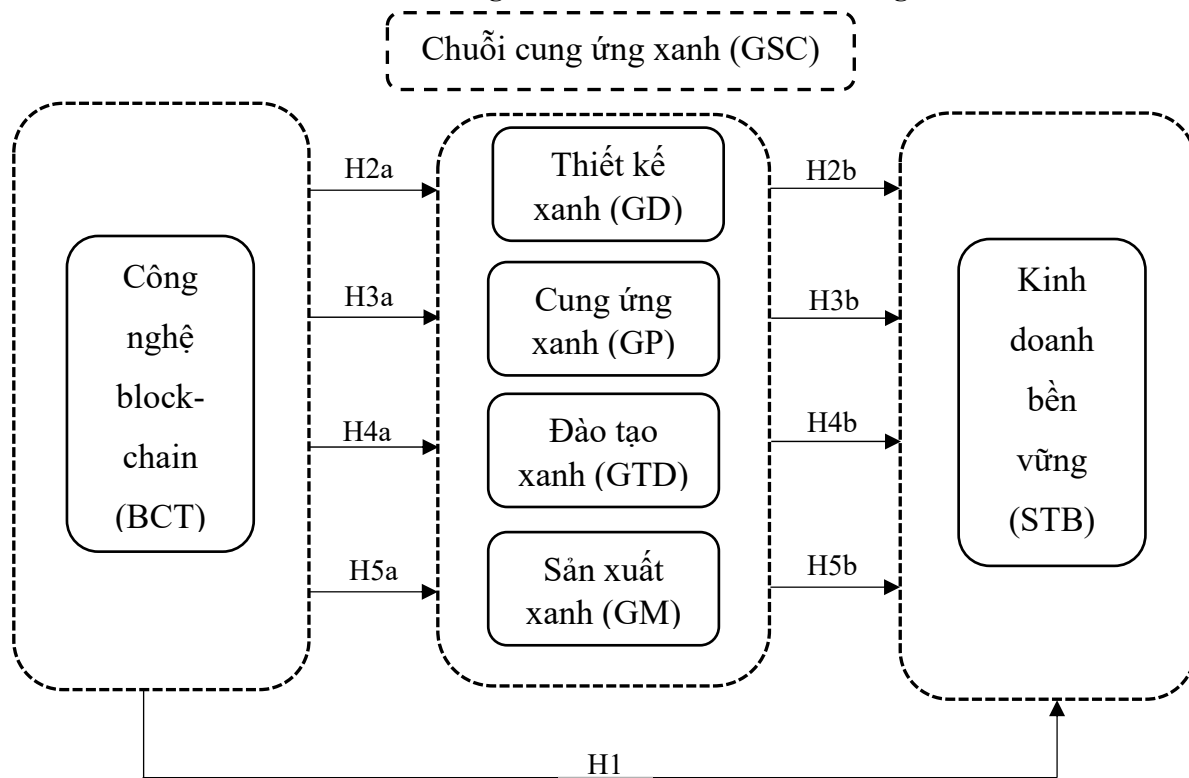 Chuỗi cung ứng xanh (GSC)
H2a
Thiết kế
xanh (GD)
H2b
Công
nghệ
block-
chain
(BCT)
H3a
Cung ứng
xanh (GP)
H3b
Kinh
doanh
bền
vững
(STB)
H4a
Đào tạo
xanh (GTD)
H4b
H5a
Sản xuất
xanh (GM)
H5b
H1